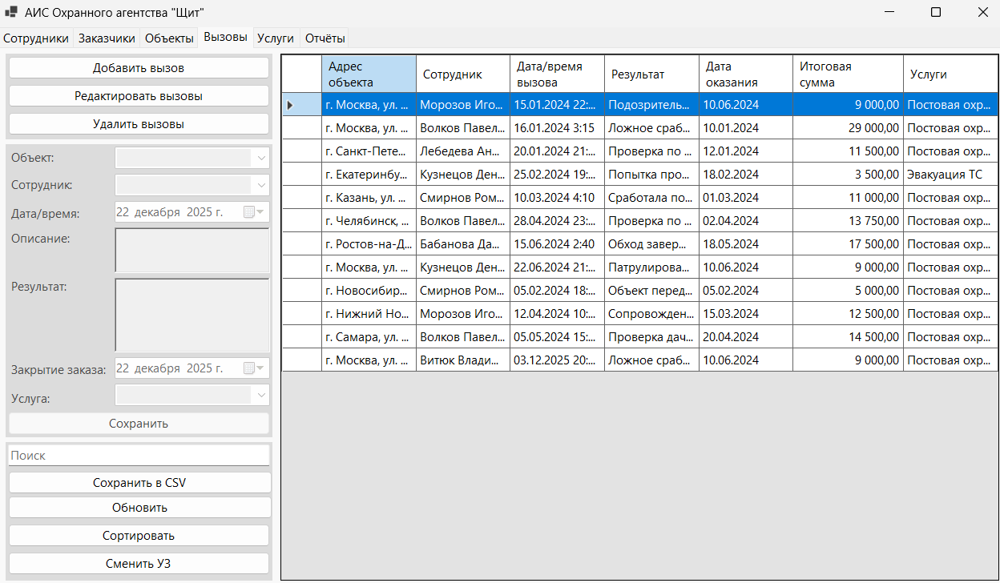 АИС Охранного агентства "Щит"
Сотрудники Заказчики Объекты Вызовы Услуги Отчёты
Добавить вызов
Редактировать вызовы
Удалить вызовы
Объект:
Сотрудник:
Дата/время: 22 декабря 2025 г.
Описание:
Результат:
Закрытие заказа: 22 декабря 2025 г.
Услуга:
Сохранить
Поиск
Сохранить в CSV
Обновить
Сортировать
Сменить УЗ
Адрес объекта Сотрудник Дата/время вызова Результат Дата оказания Итоговая сумма Услуги
г. Москва, ул. ... Морозов Иго... 15.01.2024 22:... Подозритель... 10.06.2024 9 000,00 Постовая охр...
г. Москва, ул. ... Волков Павел... 16.01.2024 3:15 Ложное сраб... 10.01.2024 29 000,00 Постовая охр...
г. Санкт-Пете... Лебедева Ан... 20.01.2024 21:... Проверка по ... 12.01.2024 11 500,00 Постовая охр...
г. Екатеринбу... Кузнецов Ден... 25.02.2024 19:... Попытка про... 18.02.2024 3 500,00 Эвакуация ТС
г. Казань, ул. ... Смирнов Ром... 10.03.2024 4:10 Сработала по... 01.03.2024 11 000,00 Постовая охр...
г. Челябинск, ... Волков Павел... 28.04.2024 23:... Проверка по ... 02.04.2024 13 750,00 Постовая охр...
г. Ростов-на-Д... Бабанова Да... 15.06.2024 2:40 Обход завер... 18.05.2024 17 500,00 Постовая охр...
г. Москва, ул. ... Кузнецов Ден... 22.06.2024 21:... Патрулирова... 10.06.2024 9 000,00 Постовая охр...
г. Новосибир... Смирнов Ром... 05.02.2024 18:... Объект перед... 05.02.2024 5 000,00 Постовая охр...
г. Нижний Но... Морозов Иго... 12.04.2024 10:... Сопровожден... 15.03.2024 12 500,00 Постовая охр...
г. Самара, ул. ... Волков Павел... 05.05.2024 15:... Проверка дач... 20.04.2024 14 500,00 Постовая охр...
г. Москва, ул. ... Витюк Влади... 03.12.2025 20:... Ложное сраб... 10.06.2024 9 000,00 Постовая охр...